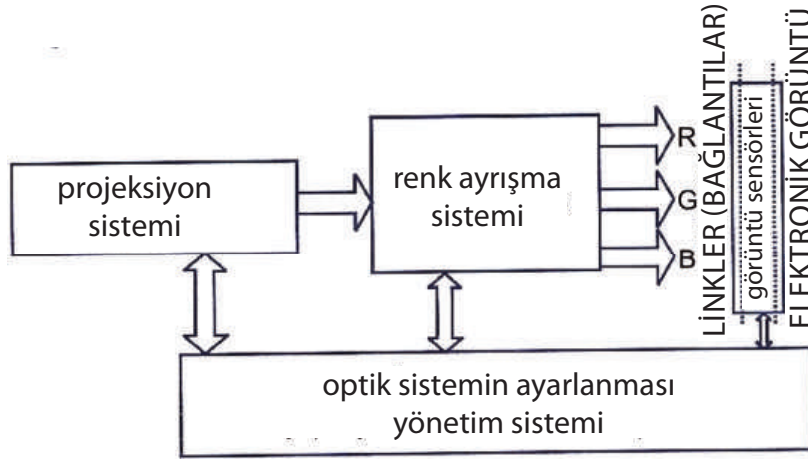 projeksiyon
sistemi
renk ayrışma
sistemi
R
G
B
LİNKLER (BAĞLANTILAR)
görüntü sensörleri
ELEKTRONİK GÖRÜNTÜ
optik sistemin ayarlanması
yönetim sistemi